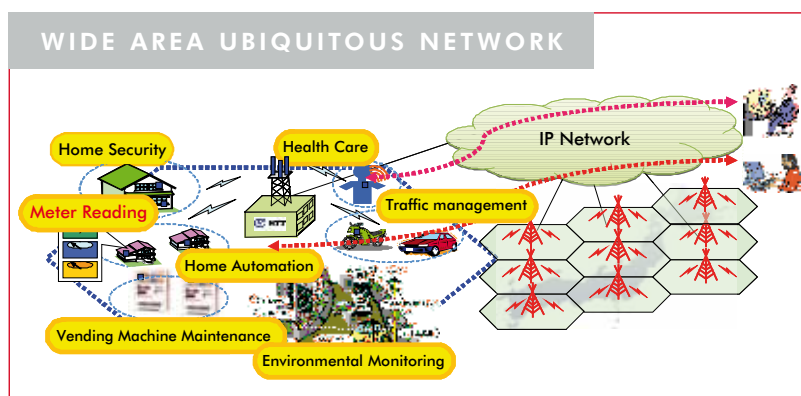 WIDE AREA UBIQUITOUS NETWORK
Home Security
Health Care
IP Network
Meter Reading
Traffic management
NTT
Home Automation
Vending Machine Maintenance
Environmental Monitoring